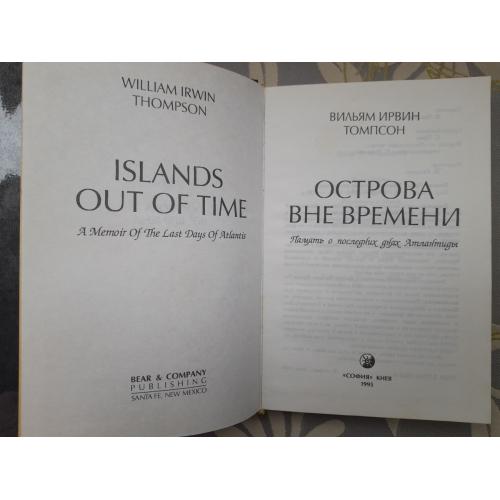 WILLIAM IRWIN
THOMPSON
ISLANDS
OUT OF TIME
A Memoir Of The Last Days Of Atlantis
BEAR & COMPANY
PUBLISHING
SANTA FE, NEW MEXICO
ВИЛЬЯМ ИРВИН
ТОМПСОН
ОСТРОВА
ВНЕ ВРЕМЕНИ
Память о последних днях Атлантиды
«СОФИЯ» КИЕВ
1995